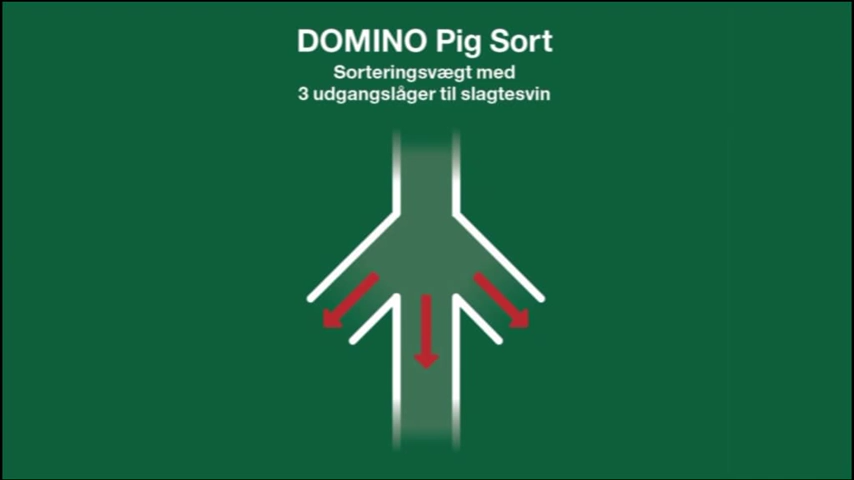 DOMINO Pig Sort
Sorteringsvægt med
3 udgangslåger til slagtesvin